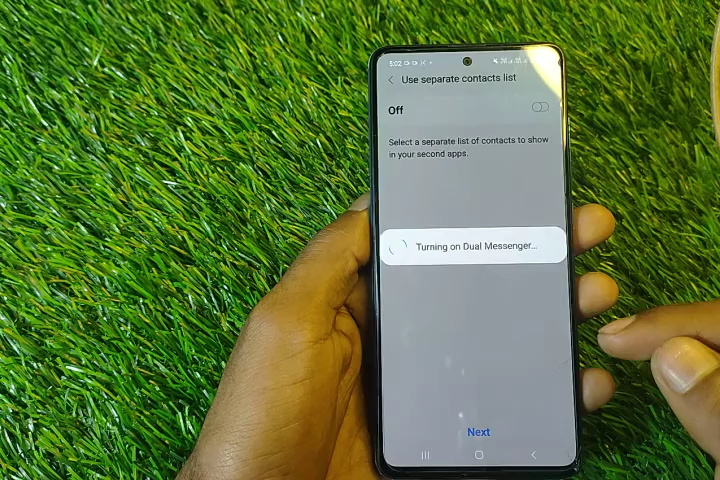 5:02
Use separate contacts list
Off
Select a separate list of contacts to show
in your second apps.
Turning on Dual Messenger...
Next